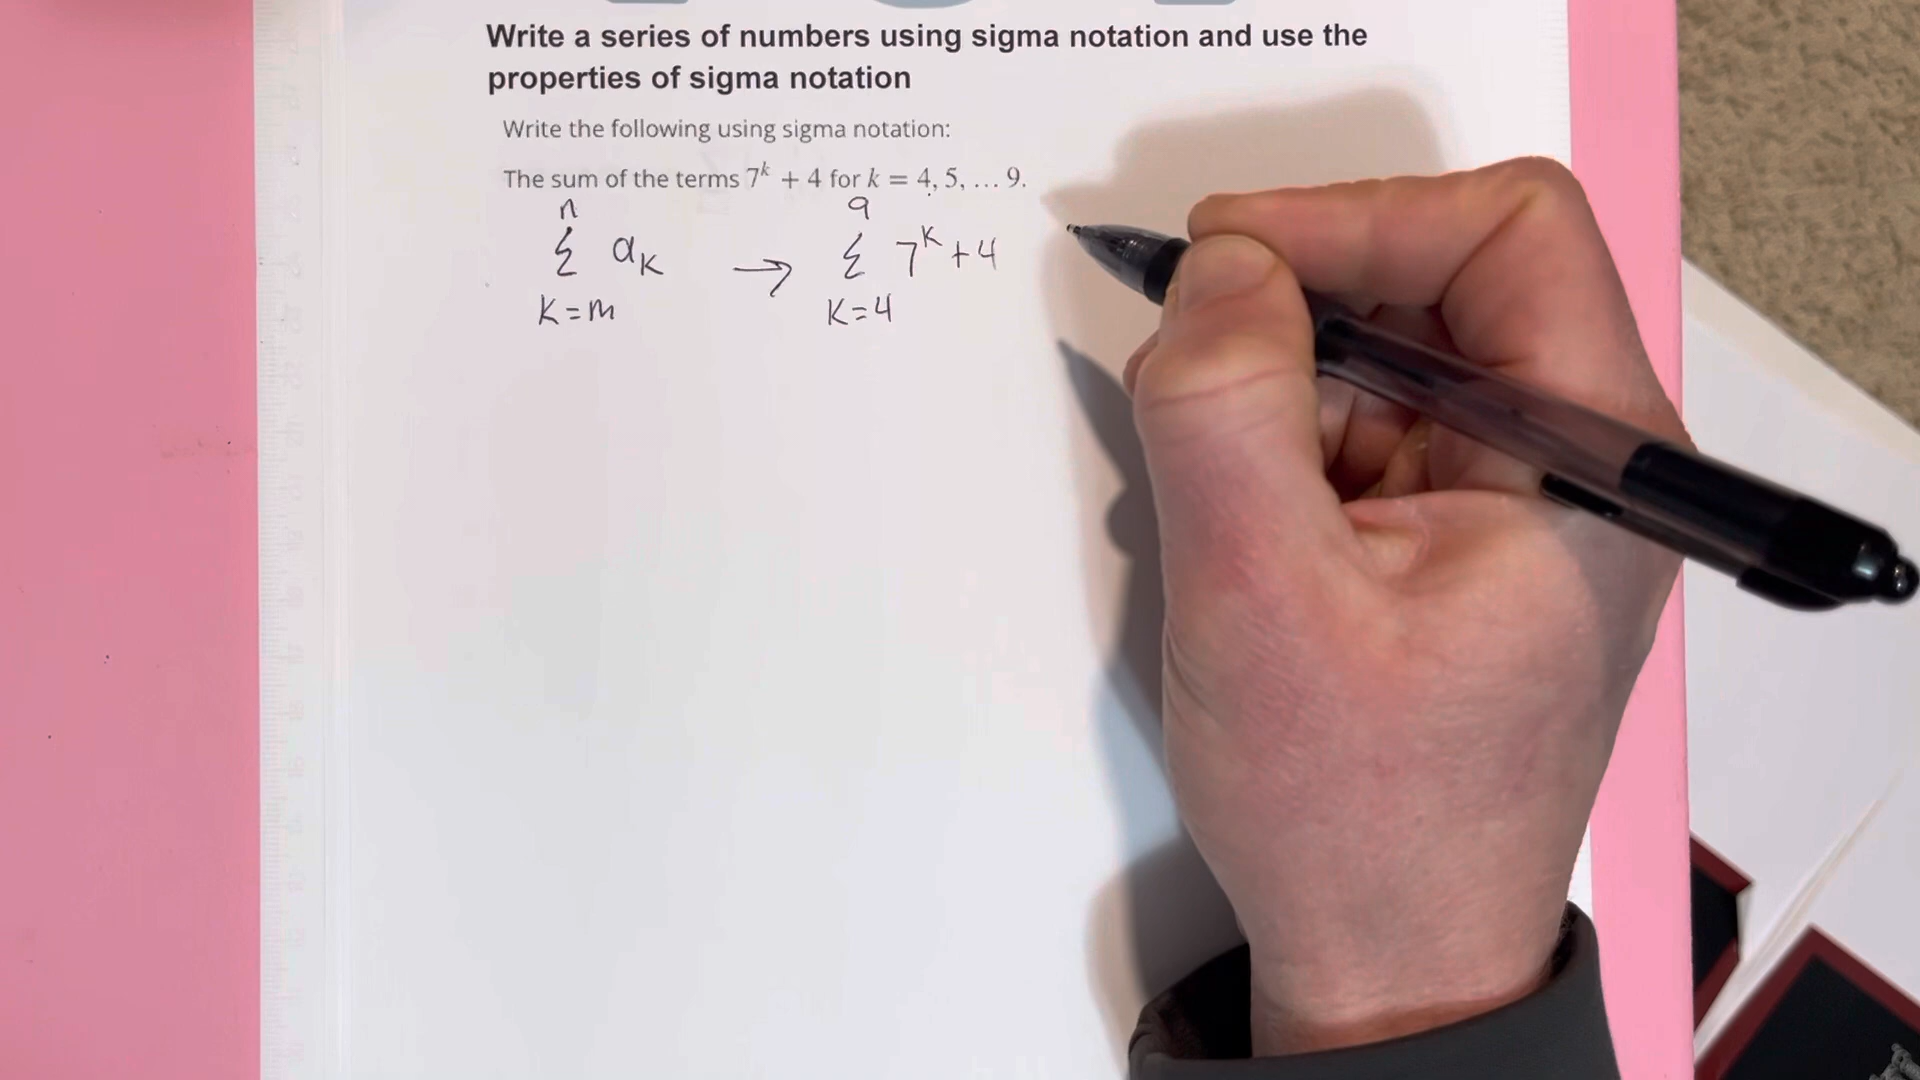 Write a series of numbers using sigma notation and use the
properties of sigma notation
Write the following using sigma notation:
The sum of the terms 7^k + 4 for k = 4, 5, … 9.
n 9
Σ a_k → Σ 7^k + 4
k=m k=4